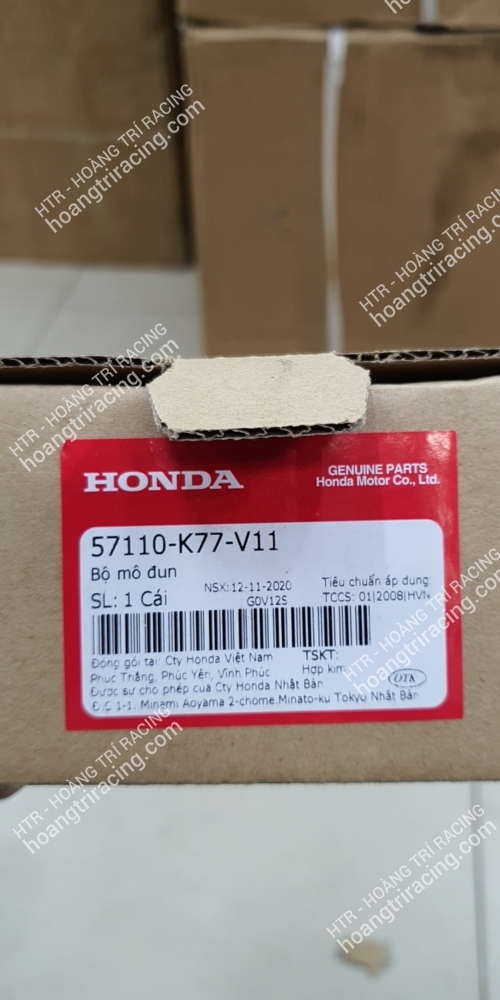 HTR - HOÀNG TRÍ RACING
hoangtriracing.com
HTR - HOÀNG TRÍ RACING
hoangtriracing.com
HTR - HOÀNG TRÍ RACING
hoangtriracing.com
HONDA
GENUINE PARTS
Honda Motor Co., Ltd.
57110-K77-V11
Bộ mô đun
SL: 1 Cái
NSX:12-11-2020
G0V12S
Tiêu chuẩn áp dụng
TCCS: 01|2008|HVN
Đóng gói tại: Cty Honda Việt Nam
Phúc Thắng, Phúc Yên, Vĩnh Phúc
TSKT:
Hợp kim
Được sự cho phép của Cty Honda Nhật Bản
Đ.C 1-1. Minami Aoyama 2-chome.Minato-ku Tokyo Nhật Bản
HTR - HOÀNG TRÍ RACING
hoangtriracing.com
HTR - HOÀNG TRÍ RACING
hoangtriracing.com
HTR - HOÀNG TRÍ RACING
hoangtriracing.com